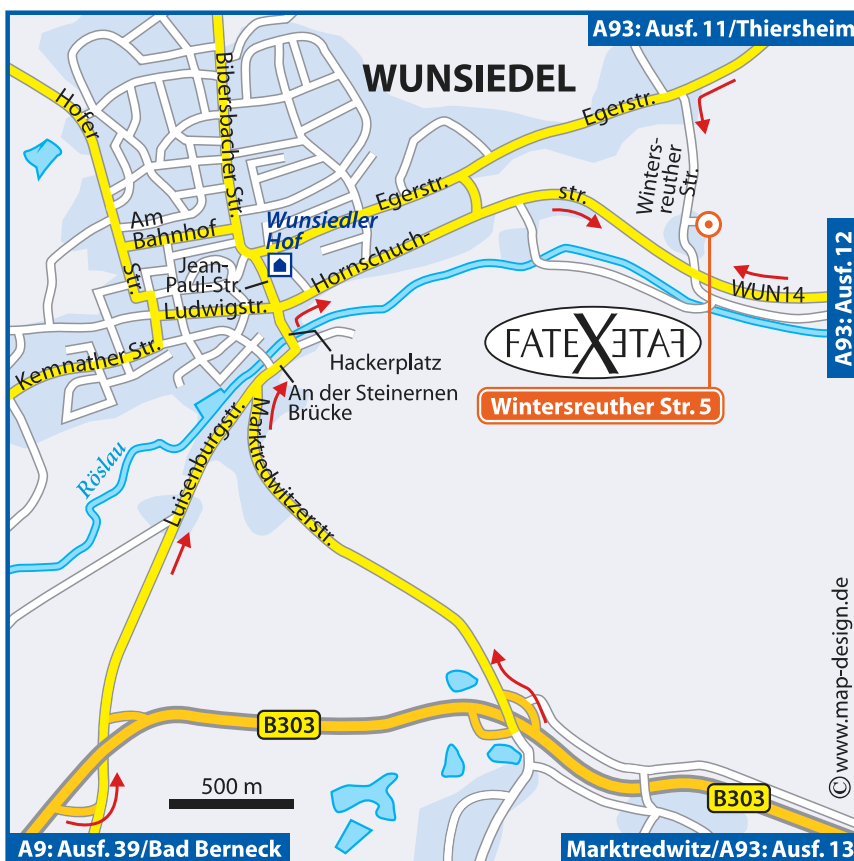 A93: Ausf. 11/Thiersheim
WUNSIEDEL
Hofer
Str.
Bibersbacher Str.
Egerstr.
Egerstr.
Winters-
reuther
Str.
str.
Am
Bahnhof
Wunsiedler
Hof
Hornschuch-
Jean-
Paul-Str.
Ludwigstr.
WUN14
A93: Ausf. 12
Kemnather Str.
FATEXETAF
Hackerplatz
An der Steinernen
Brücke
Wintersreuther Str. 5
Röslau
Luisenburgstr.
Marktredwitzerstr.
B303
500 m
B303
© www.map-design.de
A9: Ausf. 39/Bad Berneck
Marktredwitz/A93: Ausf. 13